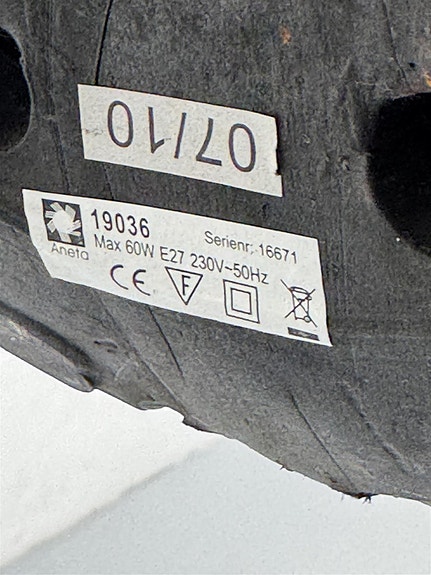 07/10
Aneta
19036
Serienr: 16671
Max 60W E27 230V~50Hz
CE F